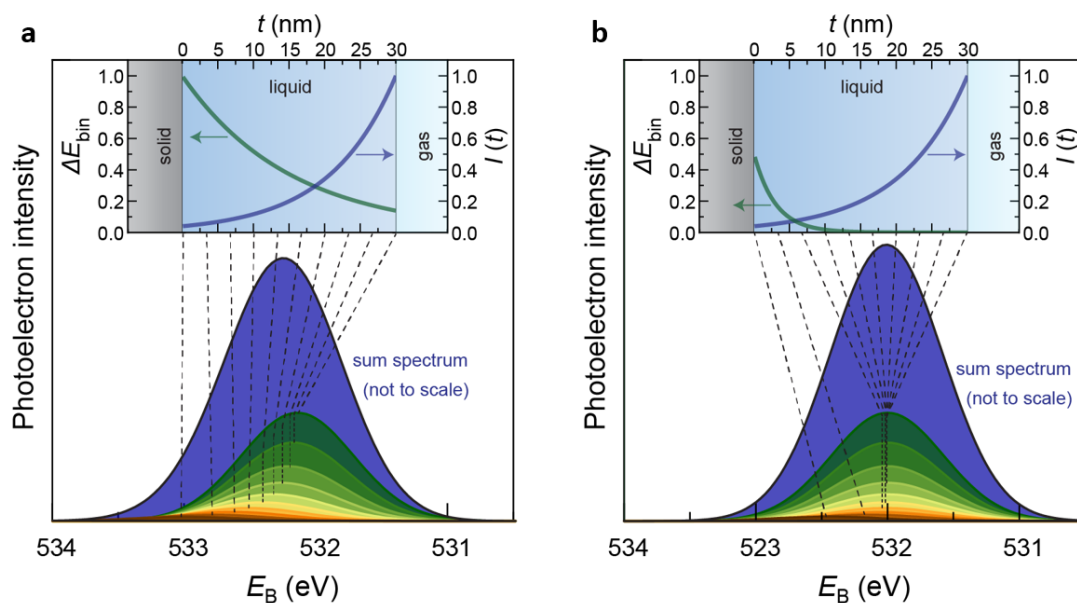 a
t (nm)
0 5 10 15 20 25 30
1.0 0.8 0.6 0.4 0.2 0.0
ΔE_bin
solid
liquid
gas
1.0 0.8 0.6 0.4 0.2 0.0
I (t)
Photoelectron intensity
sum spectrum
(not to scale)
534 533 532 531
E_B (eV)
b
t (nm)
0 5 10 15 20 25 30
1.0 0.8 0.6 0.4 0.2 0.0
ΔE_bin
solid
liquid
gas
1.0 0.8 0.6 0.4 0.2 0.0
I (t)
Photoelectron intensity
sum spectrum
(not to scale)
534 523 532 531
E_B (eV)